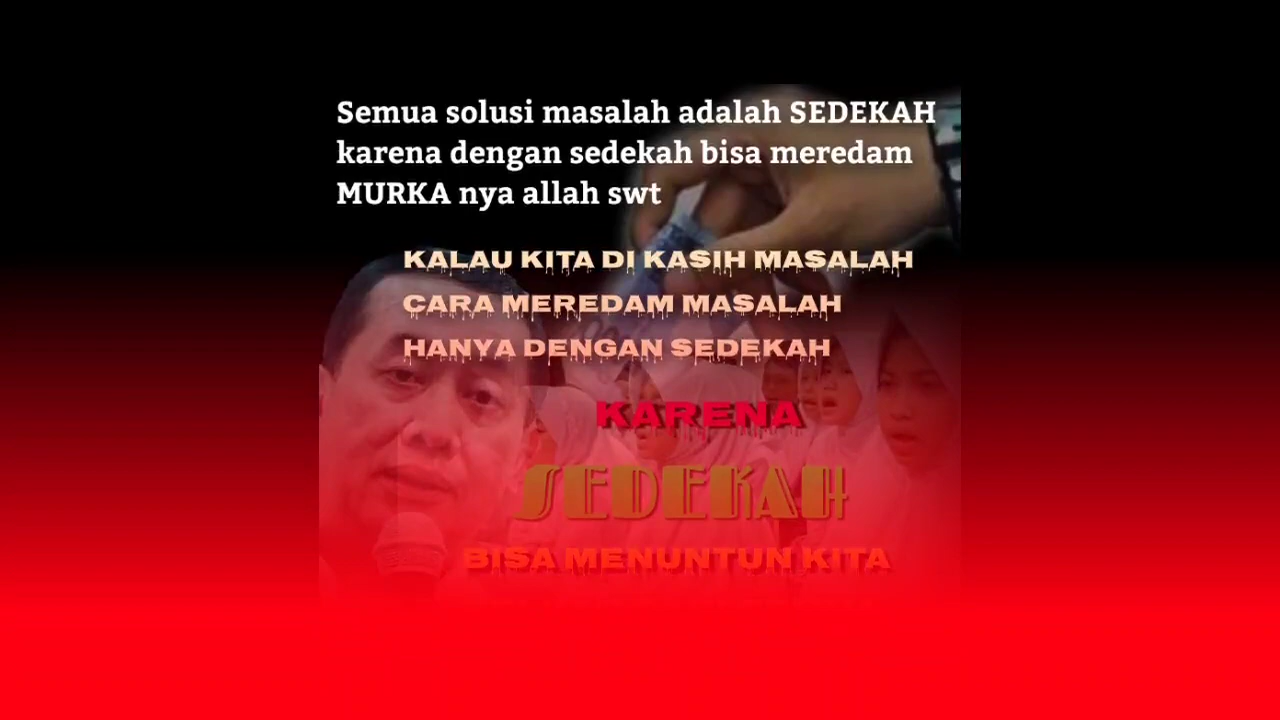 Semua solusi masalah adalah SEDEKAH
karena dengan sedekah bisa meredam
MURKA nya allah swt
KALAU KITA DI KASIH MASALAH
CARA MEREDAM MASALAH
HANYA DENGAN SEDEKAH
KARENA
SEDEKAH
BISA MENUNTUN KITA